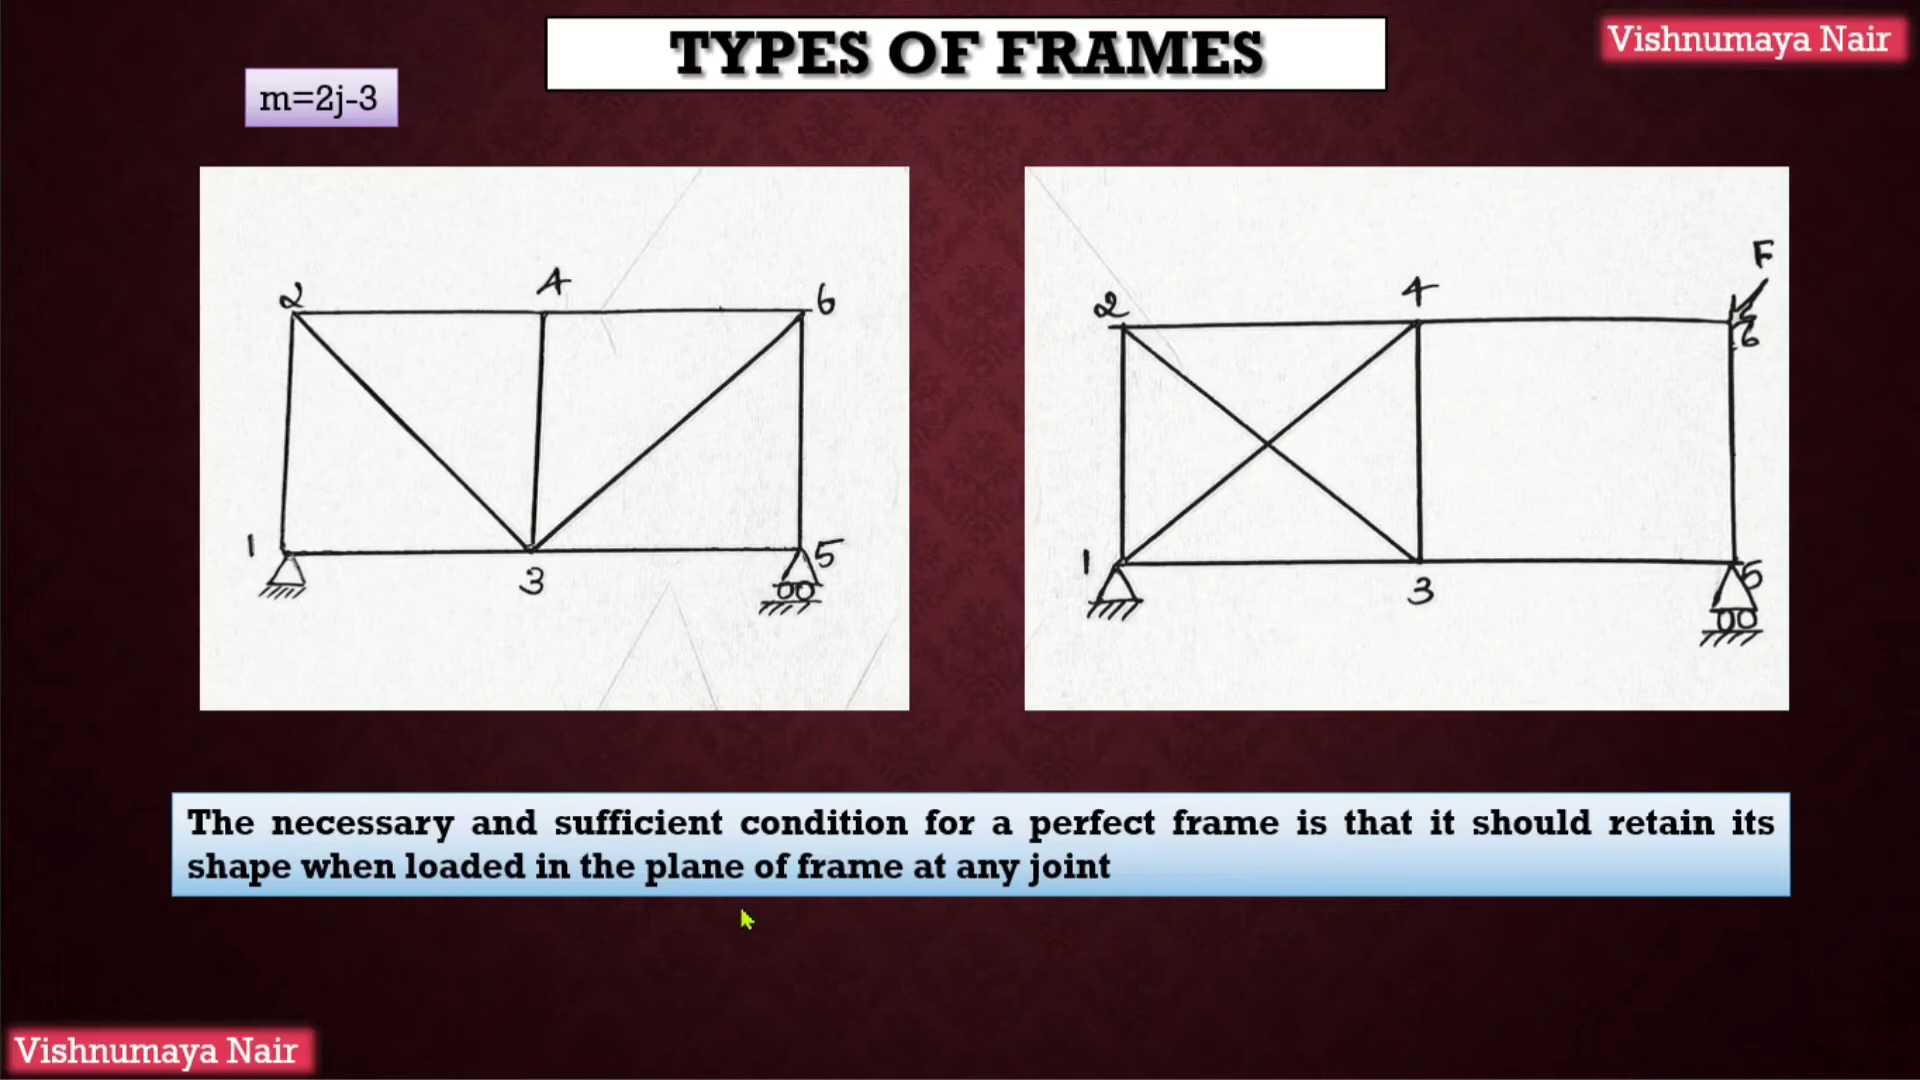 TYPES OF FRAMES
Vishnumaya Nair
m=2j-3
2
4
6
1
3
5
F
2
4
6
1
3
5
The necessary and sufficient condition for a perfect frame is that it should retain its
shape when loaded in the plane of frame at any joint
Vishnumaya Nair